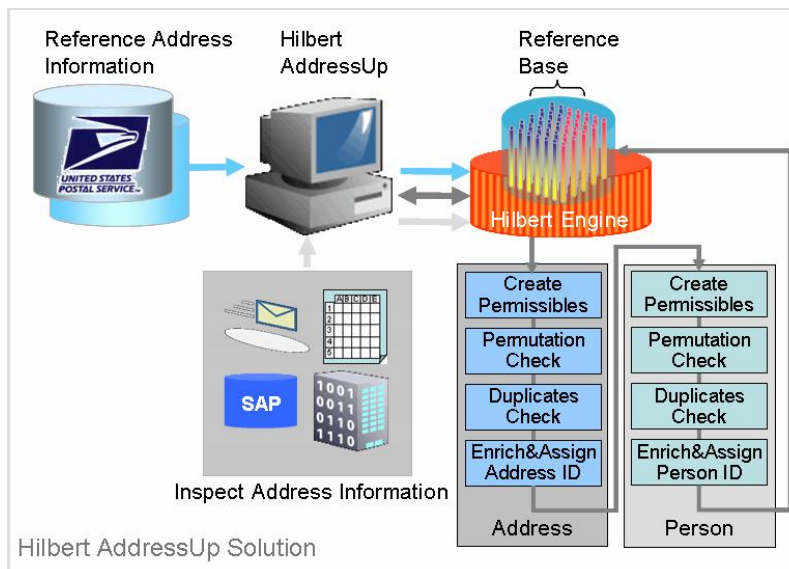 Reference Address
Information
Hilbert
AddressUp
Reference
Base
UNITED STATES
POSTAL SERVICE
Hilbert Engine
A B C D E
1
2
3
4
5
SAP
1001
0011
0110
1110
Inspect Address Information
Create
Permissibles
Permutation
Check
Duplicates
Check
Enrich&Assign
Address ID
Address
Create
Permissibles
Permutation
Check
Duplicates
Check
Enrich&Assign
Person ID
Person
Hilbert AddressUp Solution